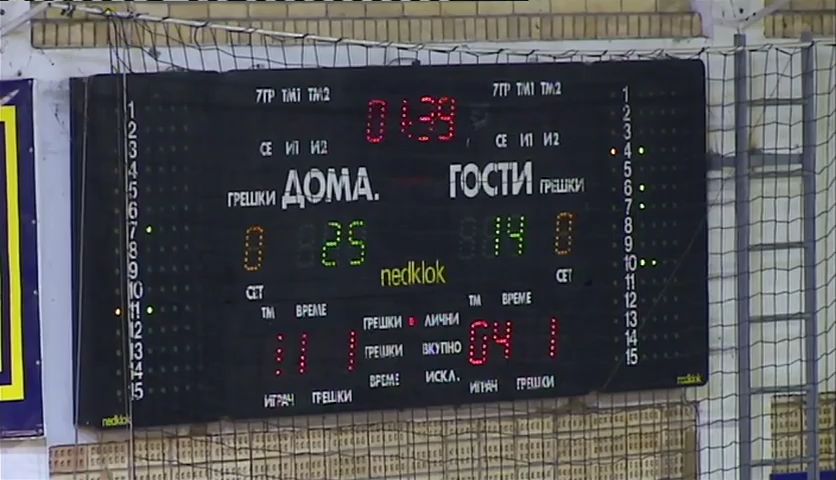 7ГР ТМ1 ТМ2 7ГР ТМ1 ТМ2
01:39
СЕ И1 И2 СЕ И1 И2
ГРЕШКИ ДОМА. ГОСТИ ГРЕШКИ
0 25 14 0
nedklok
СЕТ СЕТ
ТМ ВРЕМЕ ТМ ВРЕМЕ
ГРЕШКИ ЛИЧНИ
11 1 04 1
ГРЕШКИ ВКУПНО
ВРЕМЕ ИСКЛ.
ИГРАЧ ГРЕШКИ ИГРАЧ ГРЕШКИ
1
2
3
4
5
6
7
8
9
10
11
12
13
14
15
1
2
3
4
5
6
7
8
9
10
11
12
13
14
15
nedklok nedklok